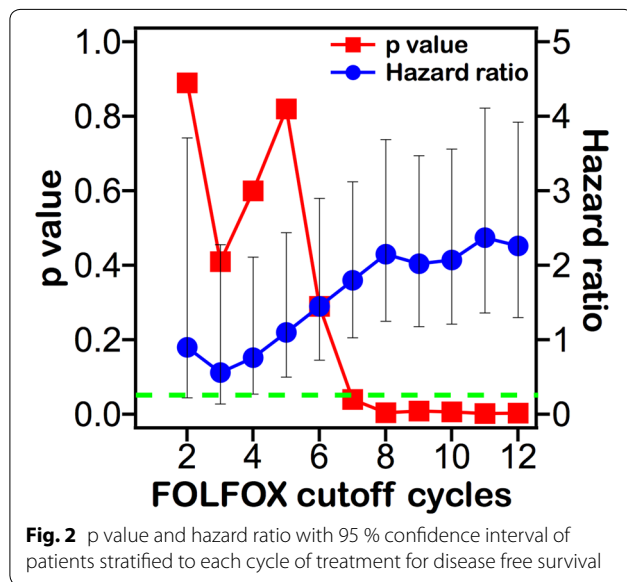 p value
Hazard ratio
1.0
0.8
0.6
0.4
0.2
0.0
p value
5
4
3
2
1
0
Hazard ratio
2 4 6 8 10 12
FOLFOX cutoff cycles
Fig. 2 p value and hazard ratio with 95 % confidence interval of
patients stratified to each cycle of treatment for disease free survival